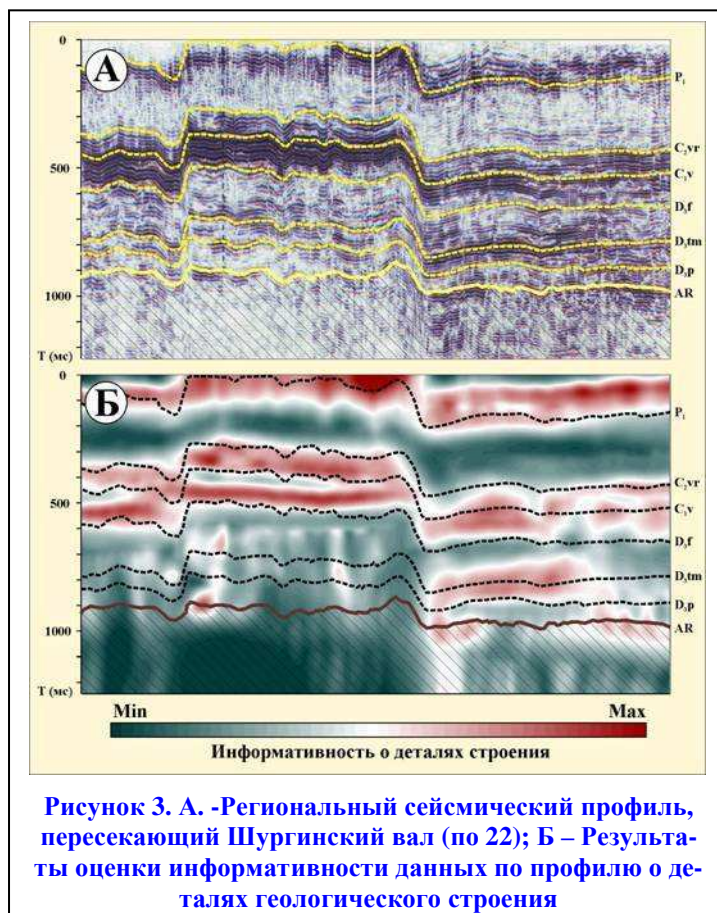 0
А
P₁
C₂vr
500
C₁v
D₃f
D₃tm
D₂p
1000
AR
T (мс)
0
Б
P₁
C₂vr
500
C₁v
D₃f
D₃tm
D₂p
1000
AR
T (мс)
Min Max
Информативность о деталях строения
Рисунок 3. А. -Региональный сейсмический профиль,
пересекающий Шургинский вал (по 22); Б – Результа-
ты оценки информативности данных по профилю о де-
талях геологического строения